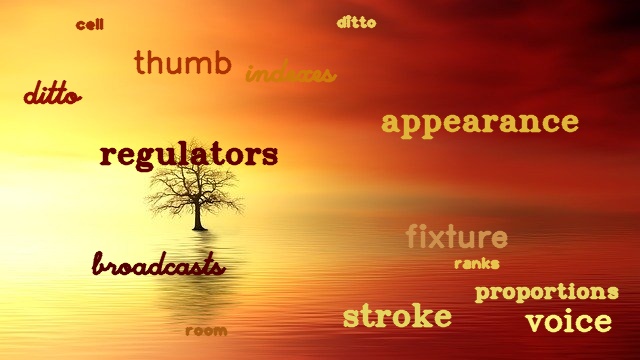 cell
ditto
thumb
indexes
ditto
appearance
regulators
fixture
broadcasts
ranks
proportions
stroke
voice
room